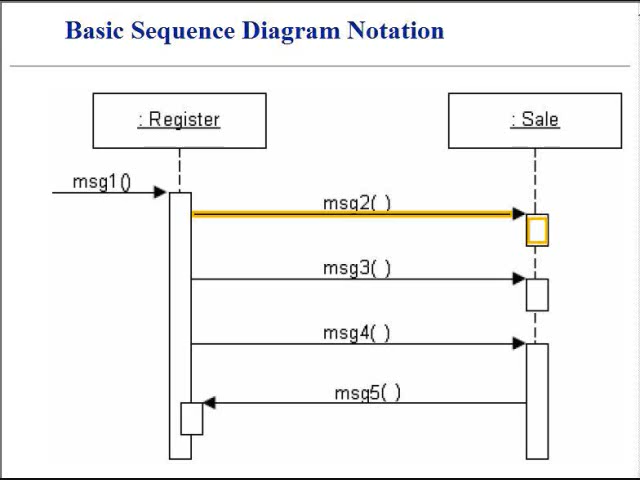 Basic Sequence Diagram Notation
: Register
: Sale
msg1()
msg2( )
msg3( )
msg4( )
msg5( )